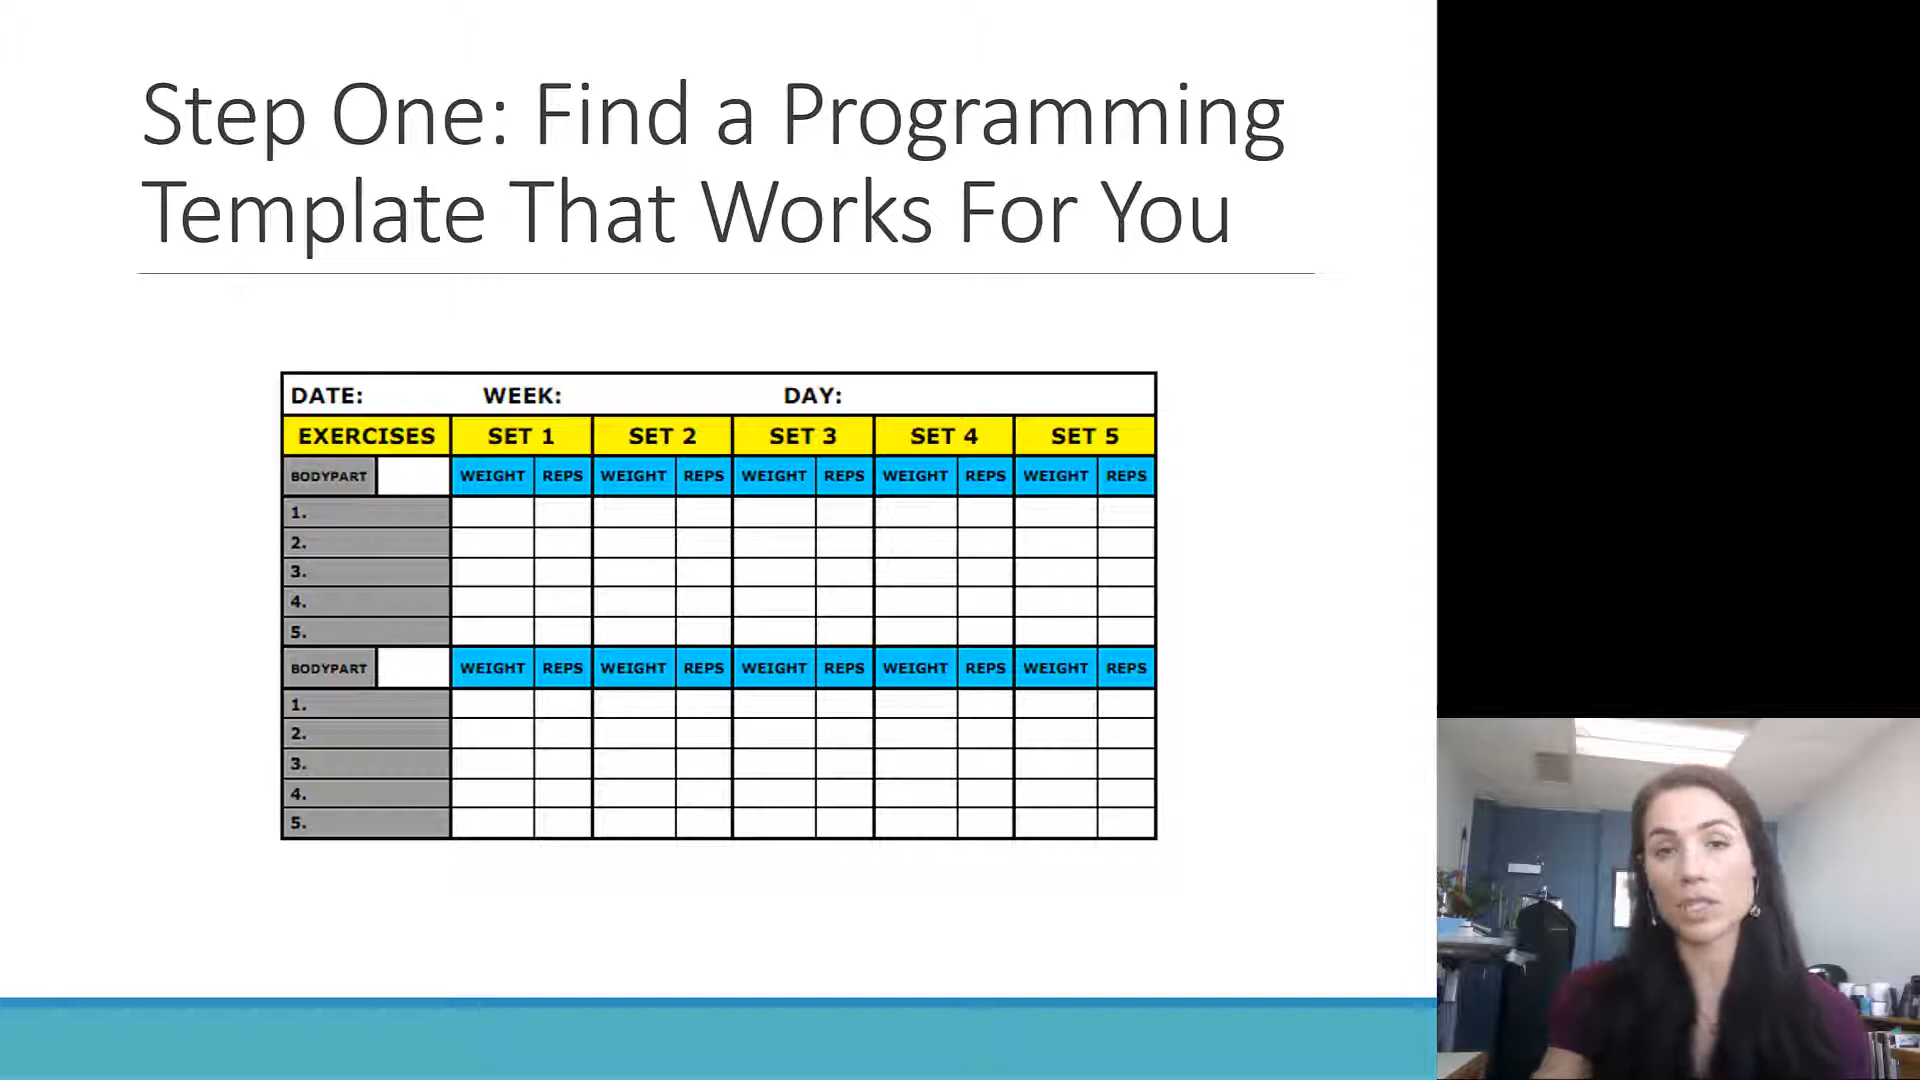 Step One: Find a Programming
Template That Works For You
DATE: WEEK: DAY:
EXERCISES SET 1 SET 2 SET 3 SET 4 SET 5
BODYPART WEIGHT REPS WEIGHT REPS WEIGHT REPS WEIGHT REPS WEIGHT REPS
1.
2.
3.
4.
5.
BODYPART WEIGHT REPS WEIGHT REPS WEIGHT REPS WEIGHT REPS WEIGHT REPS
1.
2.
3.
4.
5.